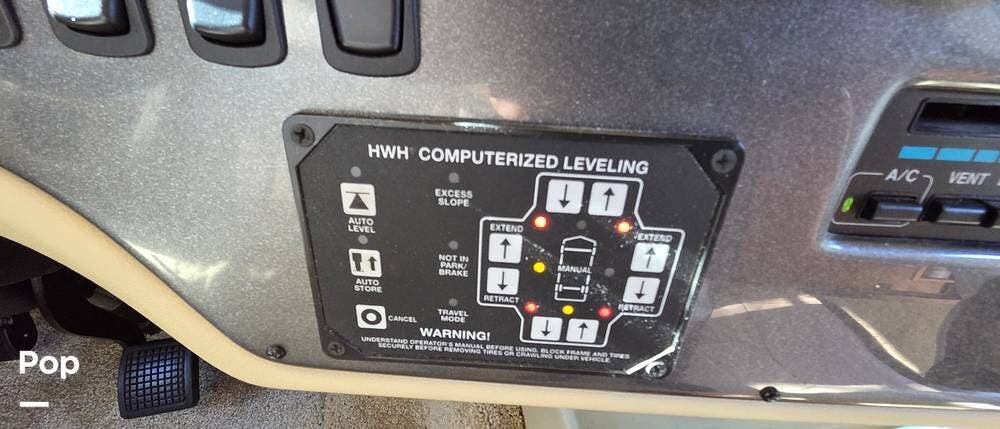 HWH® COMPUTERIZED LEVELING
AUTO
LEVEL
EXCESS
SLOPE
AUTO
STORE
NOT IN
PARK/
BRAKE
CANCEL
TRAVEL
MODE
EXTEND
RETRACT
MANUAL
EXTEND
RETRACT
WARNING!
UNDERSTAND OPERATOR'S MANUAL BEFORE USING. BLOCK FRAME AND TIRES
SECURELY BEFORE REMOVING TIRES OR CRAWLING UNDER VEHICLE.
A/C
VENT
Pop